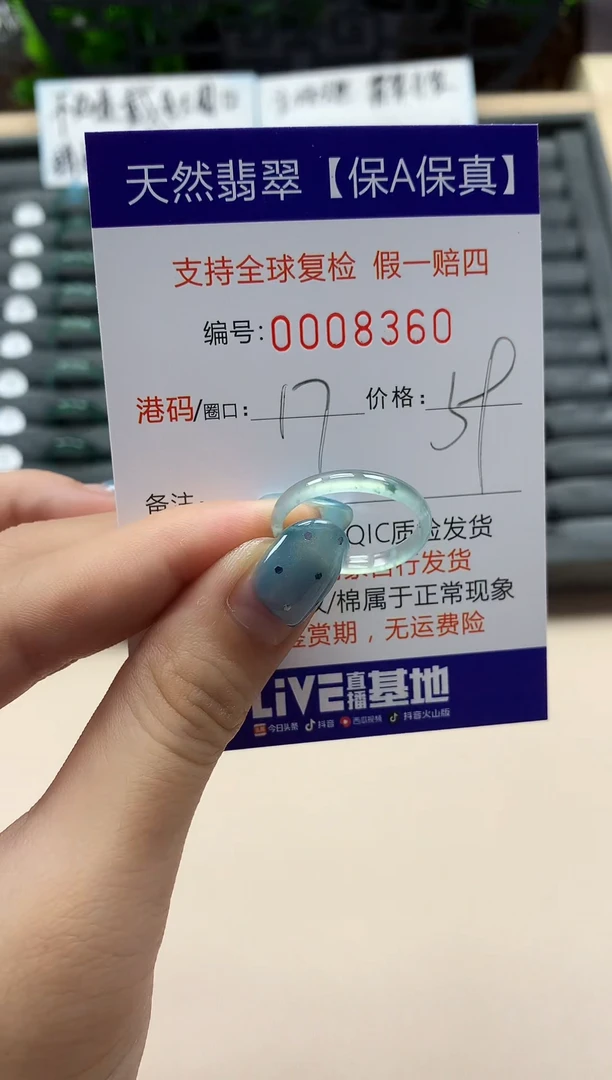 天然翡翠【保A保真】
支持全球复检 假一赔四
编号:0008360
港码/圈口: 17 价格: 59
备注:
QIC质检发货
行发货
/棉属于正常现象
赏期，无运费险
LiVE直播基地
今日头条 抖音 西瓜视频 抖音火山版